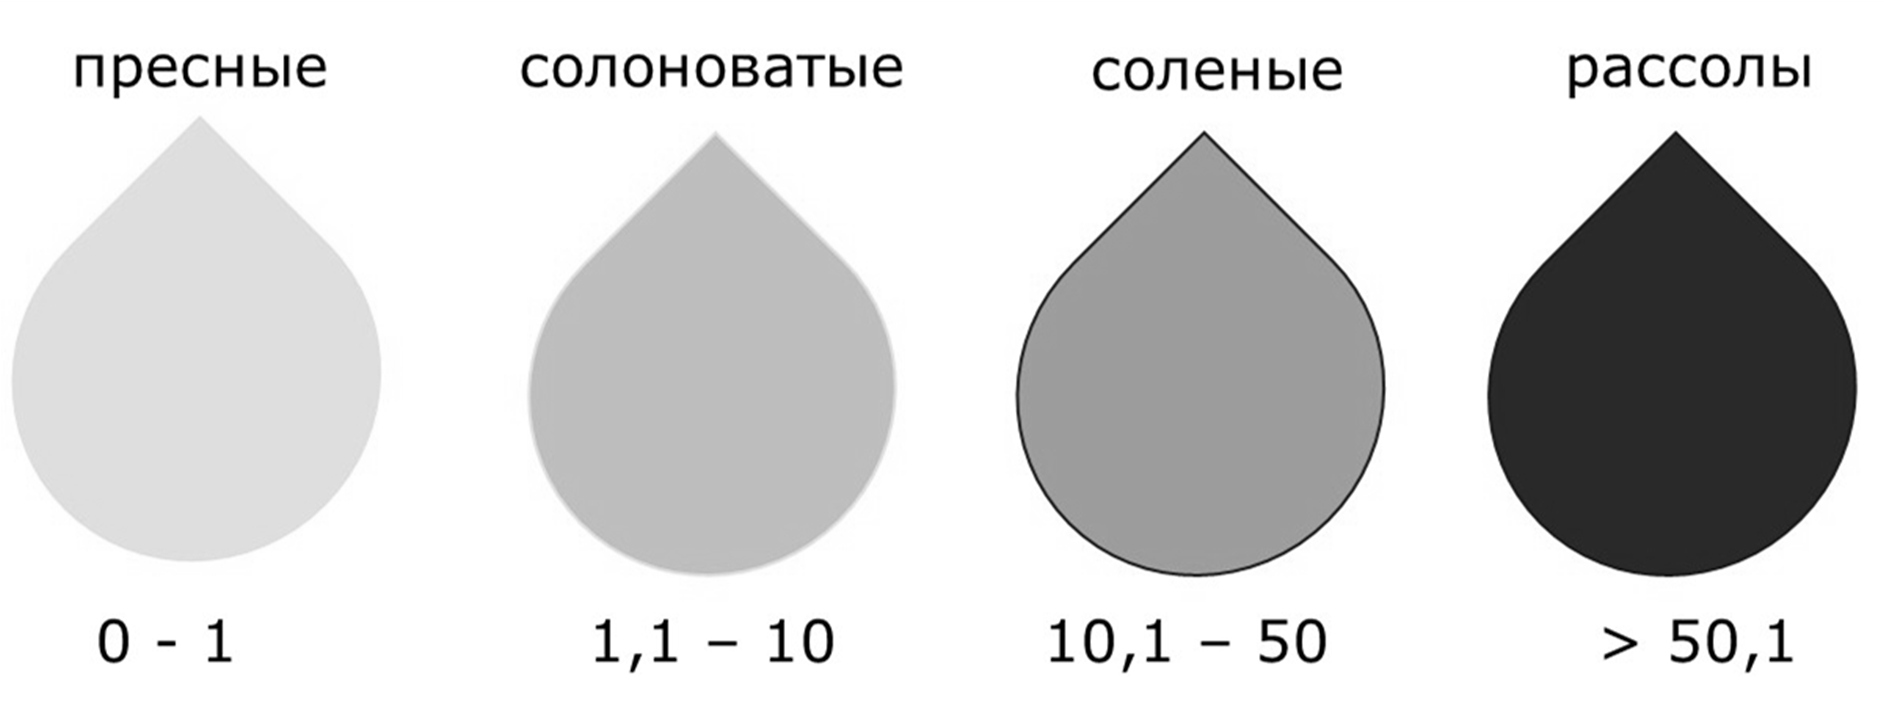 пресные солоноватые соленые рассолы
0 - 1 1,1 – 10 10,1 – 50 > 50,1